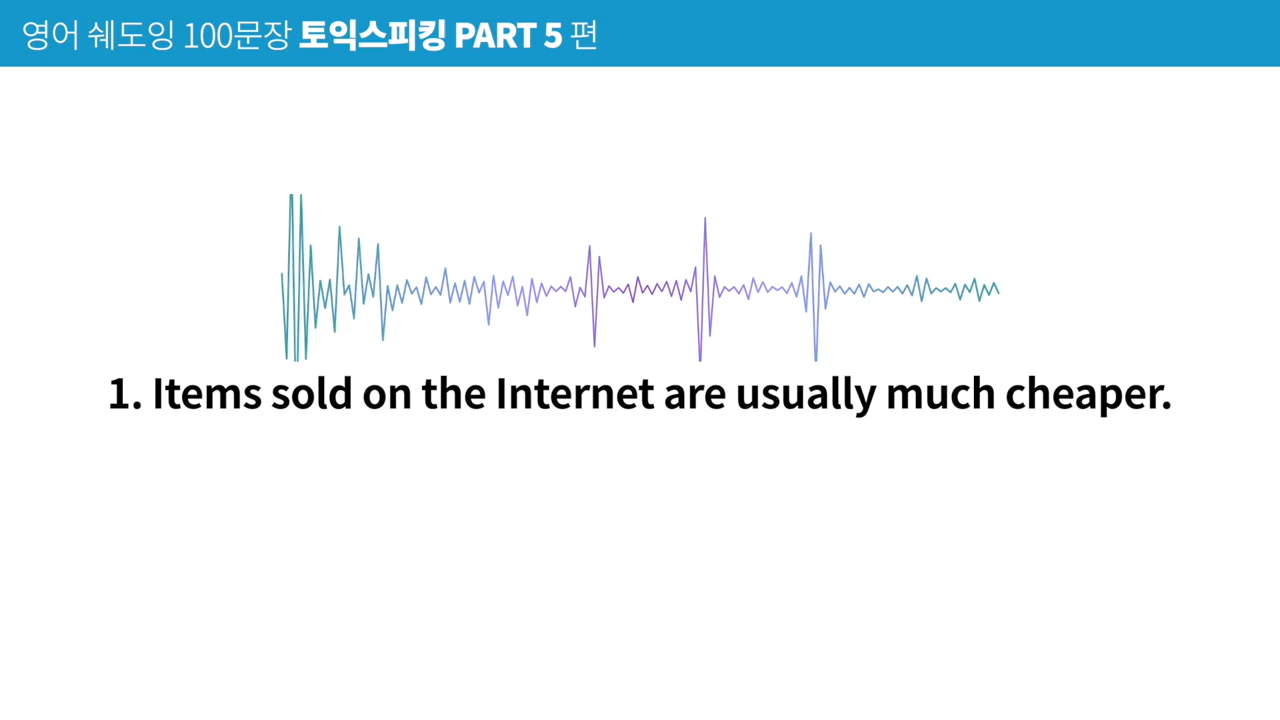 영어 쉐도잉 100문장 토익스피킹 PART 5 편
1. Items sold on the Internet are usually much cheaper.